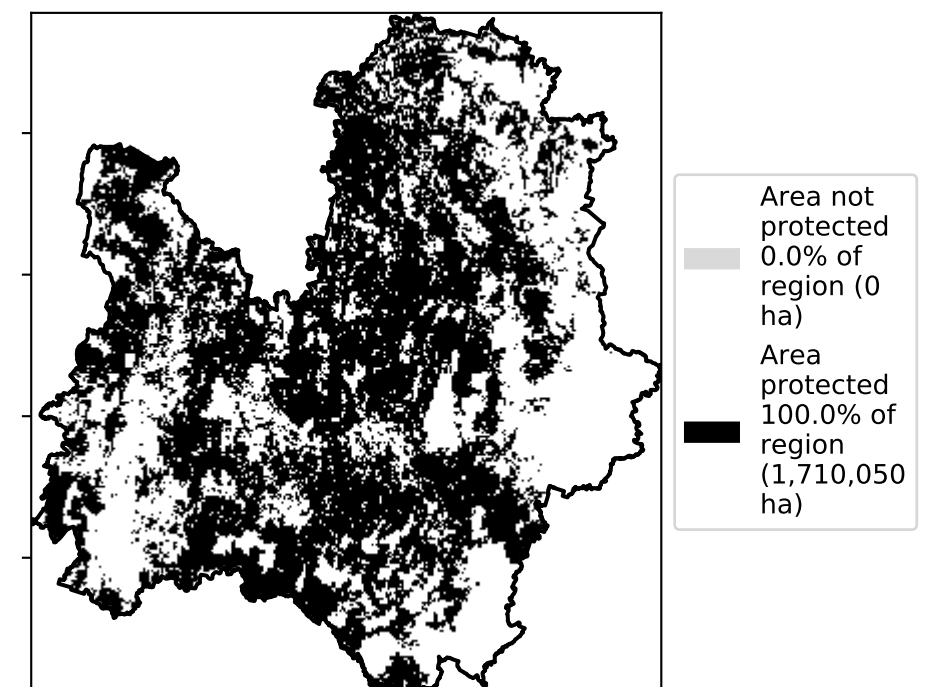 Area not
protected
0.0% of
region (0
ha)
Area
protected
100.0% of
region
(1,710,050
ha)